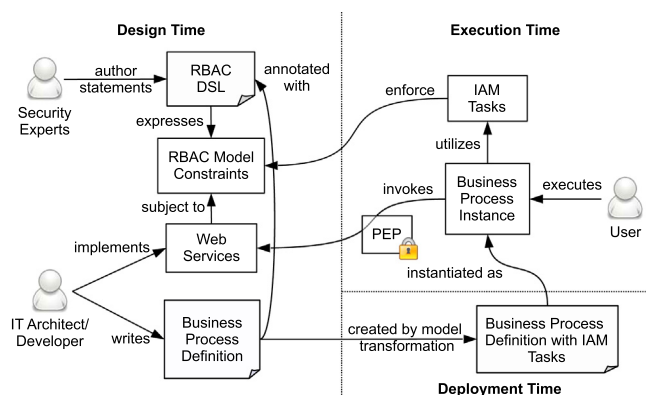 Design Time
Execution Time
author
statements
Security
Experts
RBAC
DSL
annotated
with
expresses
RBAC Model
Constraints
enforce
IAM
Tasks
utilizes
subject to
invokes
Business
Process
Instance
executes
User
PEP
Web
Services
implements
instantiated as
IT Architect/
Developer
writes
Business
Process
Definition
created by model
transformation
Business Process
Definition with IAM
Tasks
Deployment Time